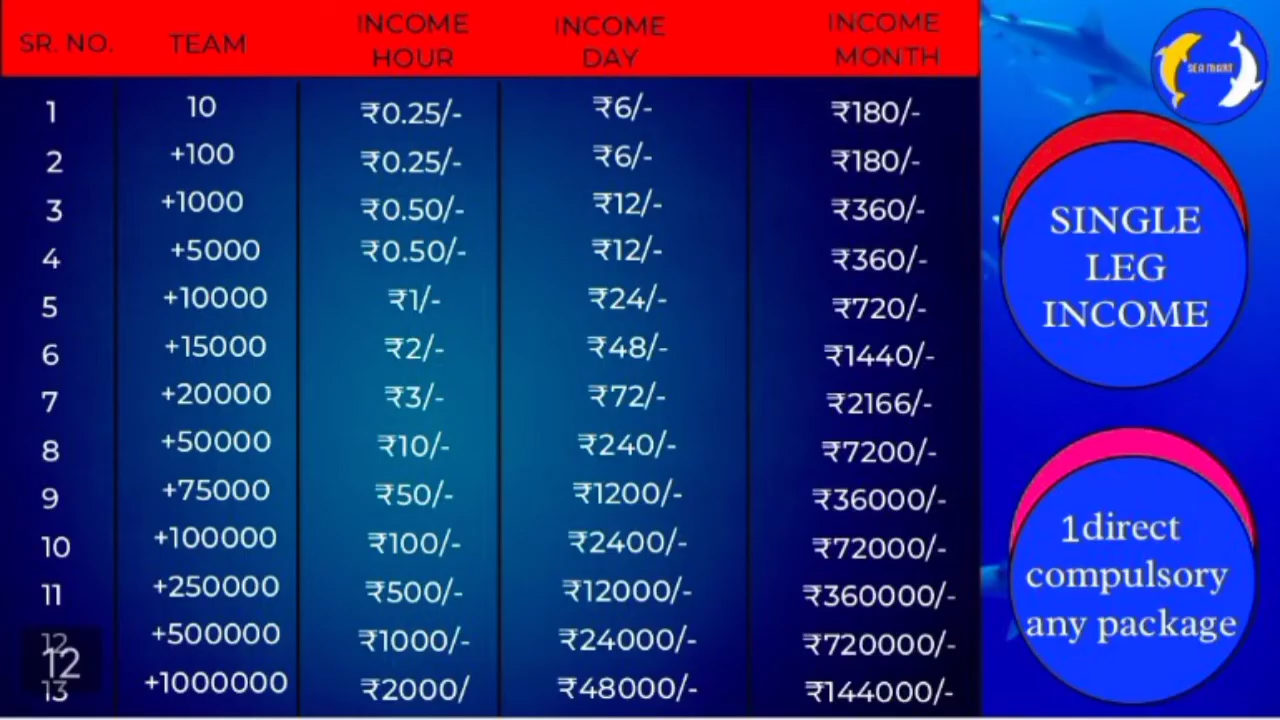 SR. NO. TEAM INCOME HOUR INCOME DAY INCOME MONTH
1 10 ₹0.25/- ₹6/- ₹180/-
2 +100 ₹0.25/- ₹6/- ₹180/-
3 +1000 ₹0.50/- ₹12/- ₹360/-
4 +5000 ₹0.50/- ₹12/- ₹360/-
5 +10000 ₹1/- ₹24/- ₹720/-
6 +15000 ₹2/- ₹48/- ₹1440/-
7 +20000 ₹3/- ₹72/- ₹2166/-
8 +50000 ₹10/- ₹240/- ₹7200/-
9 +75000 ₹50/- ₹1200/- ₹36000/-
10 +100000 ₹100/- ₹2400/- ₹72000/-
11 +250000 ₹500/- ₹12000/- ₹360000/-
12 +500000 ₹1000/- ₹24000/- ₹720000/-
12
13 +1000000 ₹2000/ ₹48000/- ₹144000/-
SEA MART
SINGLE
LEG
INCOME
1direct
compulsory
any package